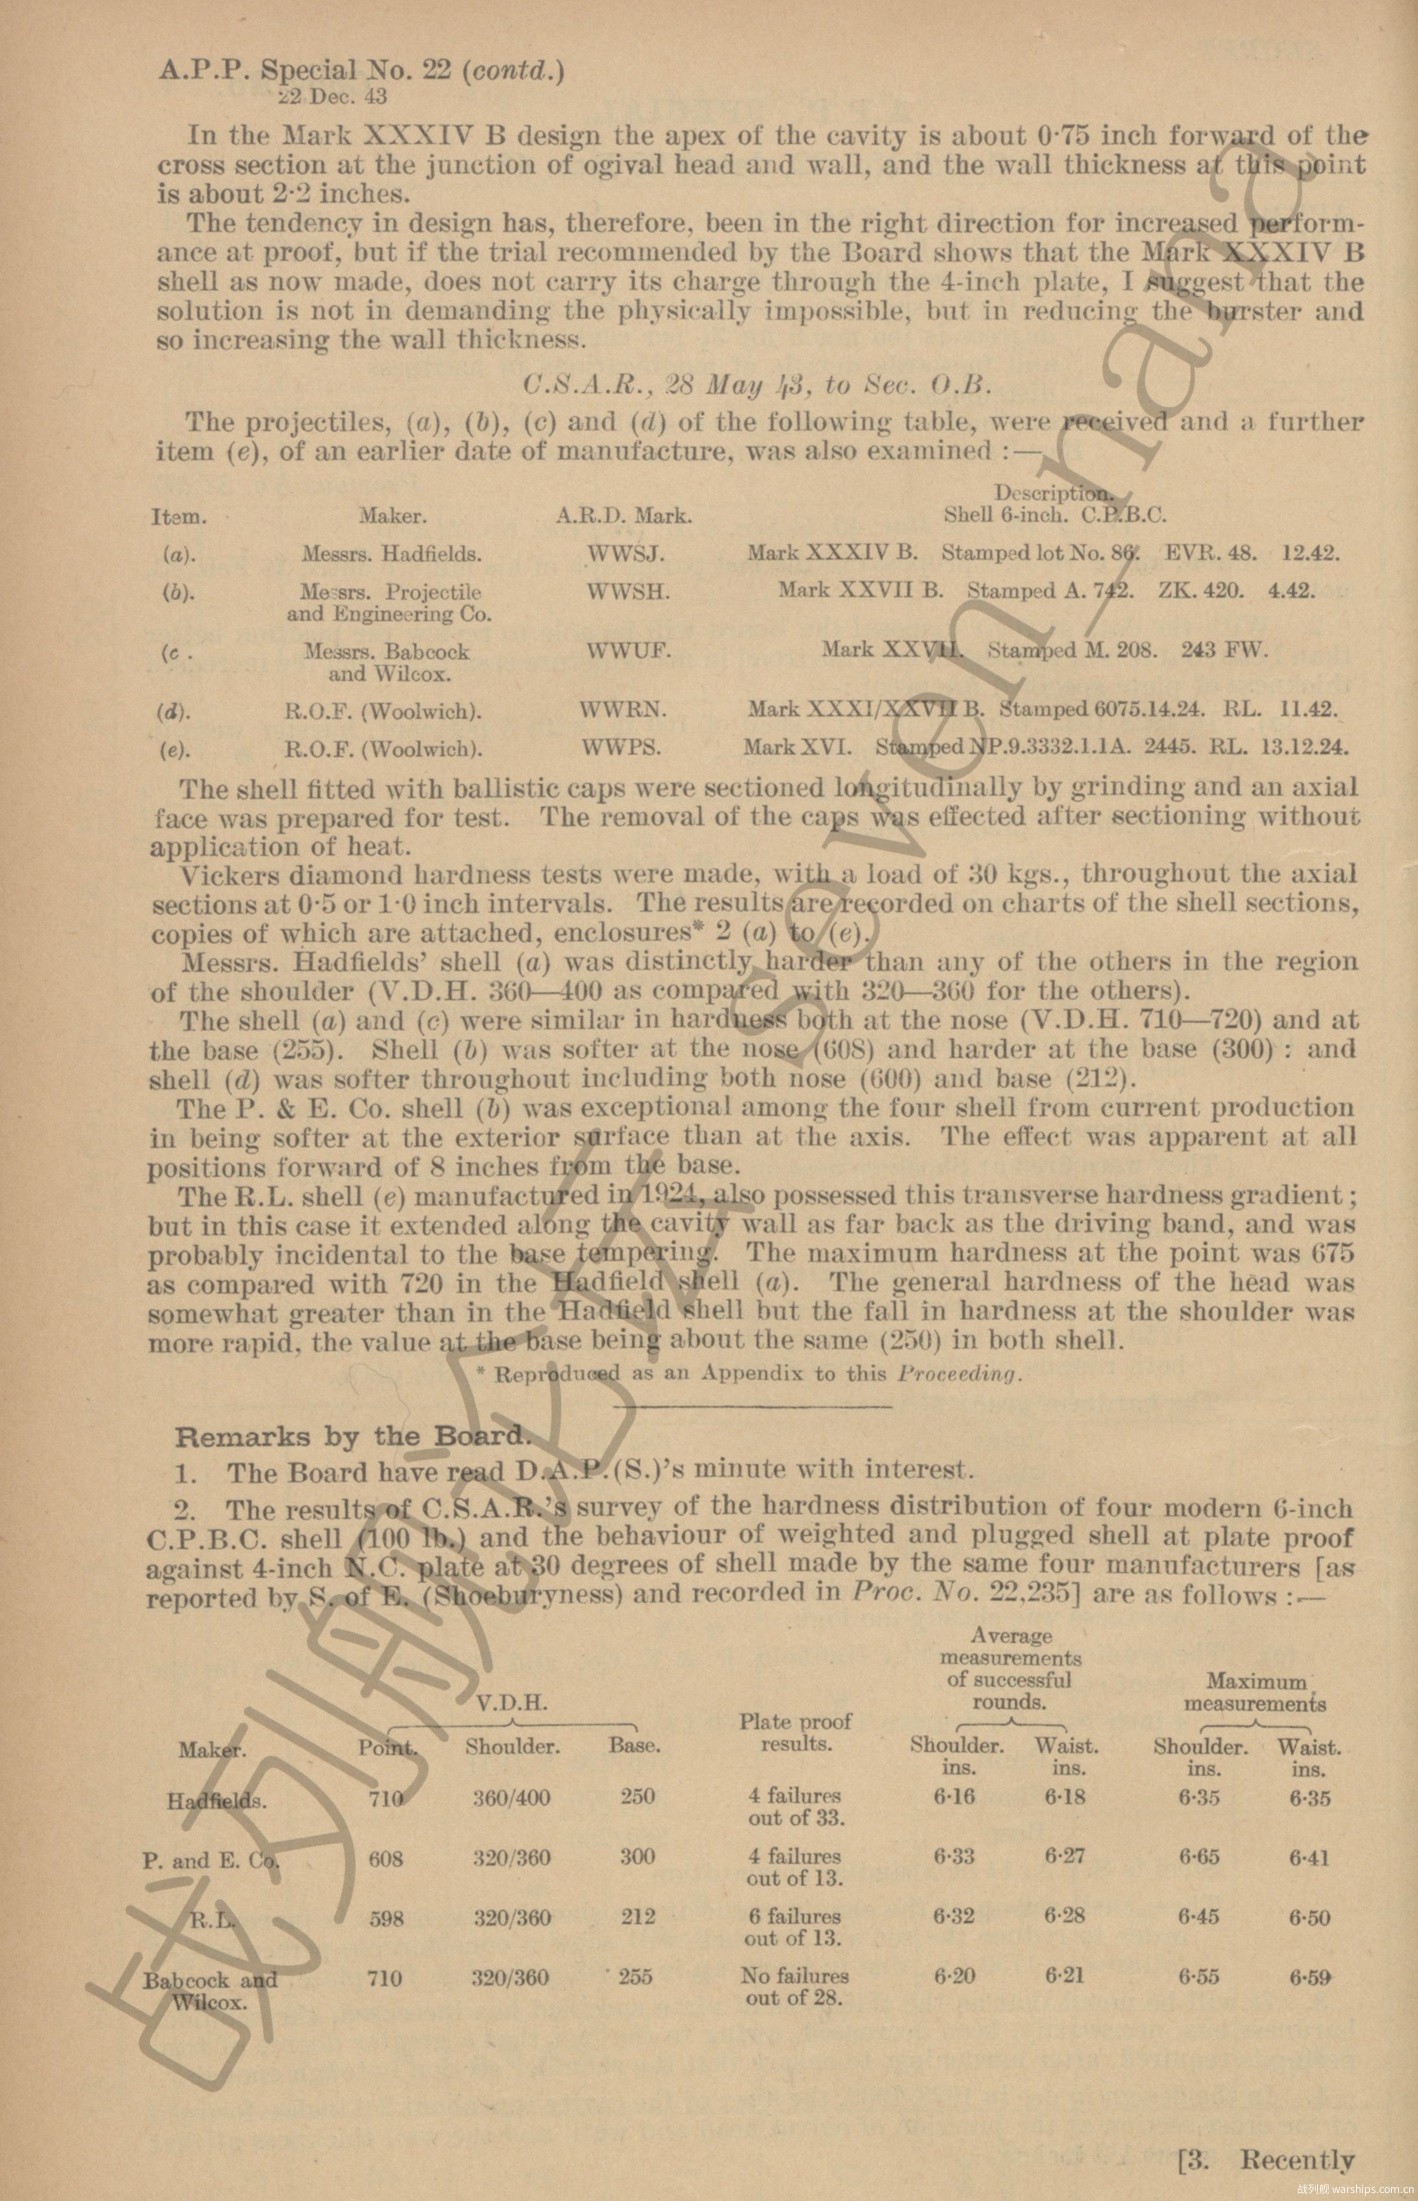 A.P.P. Special No. 22 (contd.)
22 Dec. 43
In the Mark XXXIV B design the apex of the cavity is about 0·75 inch forward of the
cross section at the junction of ogival head and wall, and the wall thickness at this point
is about 2·2 inches.
The tendency in design has, therefore, been in the right direction for increased perform-
ance at proof, but if the trial recommended by the Board shows that the Mark XXXIV B
shell as now made, does not carry its charge through the 4-inch plate, I suggest that the
solution is not in demanding the physically impossible, but in reducing the burster and
so increasing the wall thickness.
C.S.A.R., 28 May 43, to Sec. O.B.
The projectiles, (a), (b), (c) and (d) of the following table, were received and a further
item (e), of an earlier date of manufacture, was also examined :—
Item. Maker. A.R.D. Mark. Description.
Shell 6-inch. C.P.B.C.
(a). Messrs. Hadfields. WWSJ. Mark XXXIV B. Stamped lot No. 86. EVR. 48. 12.42.
(b). Messrs. Projectile WWSH. Mark XXVII B. Stamped A. 742. ZK. 420. 4.42.
and Engineering Co.
(c . Messrs. Babcock WWUF. Mark XXVII. Stamped M. 208. 243 FW.
and Wilcox.
(d). R.O.F. (Woolwich). WWRN. Mark XXXI/XXVII B. Stamped 6075.14.24. RL. 11.42.
(e). R.O.F. (Woolwich). WWPS. Mark XVI. Stamped NP.9.3332.1.1A. 2445. RL. 13.12.24.
The shell fitted with ballistic caps were sectioned longitudinally by grinding and an axial
face was prepared for test. The removal of the caps was effected after sectioning without
application of heat.
Vickers diamond hardness tests were made, with a load of 30 kgs., throughout the axial
sections at 0·5 or 1·0 inch intervals. The results are recorded on charts of the shell sections,
copies of which are attached, enclosures* 2 (a) to (e).
Messrs. Hadfields' shell (a) was distinctly harder than any of the others in the region
of the shoulder (V.D.H. 360—400 as compared with 320—360 for the others).
The shell (a) and (c) were similar in hardness both at the nose (V.D.H. 710—720) and at
the base (255). Shell (b) was softer at the nose (608) and harder at the base (300) : and
shell (d) was softer throughout including both nose (600) and base (212).
The P. & E. Co. shell (b) was exceptional among the four shell from current production
in being softer at the exterior surface than at the axis. The effect was apparent at all
positions forward of 8 inches from the base.
The R.L. shell (e) manufactured in 1924, also possessed this transverse hardness gradient ;
but in this case it extended along the cavity wall as far back as the driving band, and was
probably incidental to the base tempering. The maximum hardness at the point was 675
as compared with 720 in the Hadfield shell (a). The general hardness of the head was
somewhat greater than in the Hadfield shell but the fall in hardness at the shoulder was
more rapid, the value at the base being about the same (250) in both shell.
* Reproduced as an Appendix to this Proceeding.
Remarks by the Board.
1. The Board have read D.A.P.(S.)'s minute with interest.
2. The results of C.S.A.R.'s survey of the hardness distribution of four modern 6-inch
C.P.B.C. shell (100 lb.) and the behaviour of weighted and plugged shell at plate proof
against 4-inch N.C. plate at 30 degrees of shell made by the same four manufacturers [as
reported by S. of E. (Shoeburyness) and recorded in Proc. No. 22,235] are as follows :—
Average
measurements
of successful Maximum
V.D.H. rounds. measurements
Plate proof
Maker. Point. Shoulder. Base. results. Shoulder. Waist. Shoulder. Waist.
ins. ins. ins. ins.
Hadfields. 710 360/400 250 4 failures 6·16 6·18 6·35 6·35
out of 33.
P. and E. Co. 608 320/360 300 4 failures 6·33 6·27 6·65 6·41
out of 13.
R.L. 598 320/360 212 6 failures 6·32 6·28 6·45 6·50
out of 13.
Babcock and 710 320/360 255 No failures 6·20 6·21 6·55 6·59
Wilcox. out of 28.
[3. Recently
战列舰 warships.com.cn
战列舰论坛 seven_nana